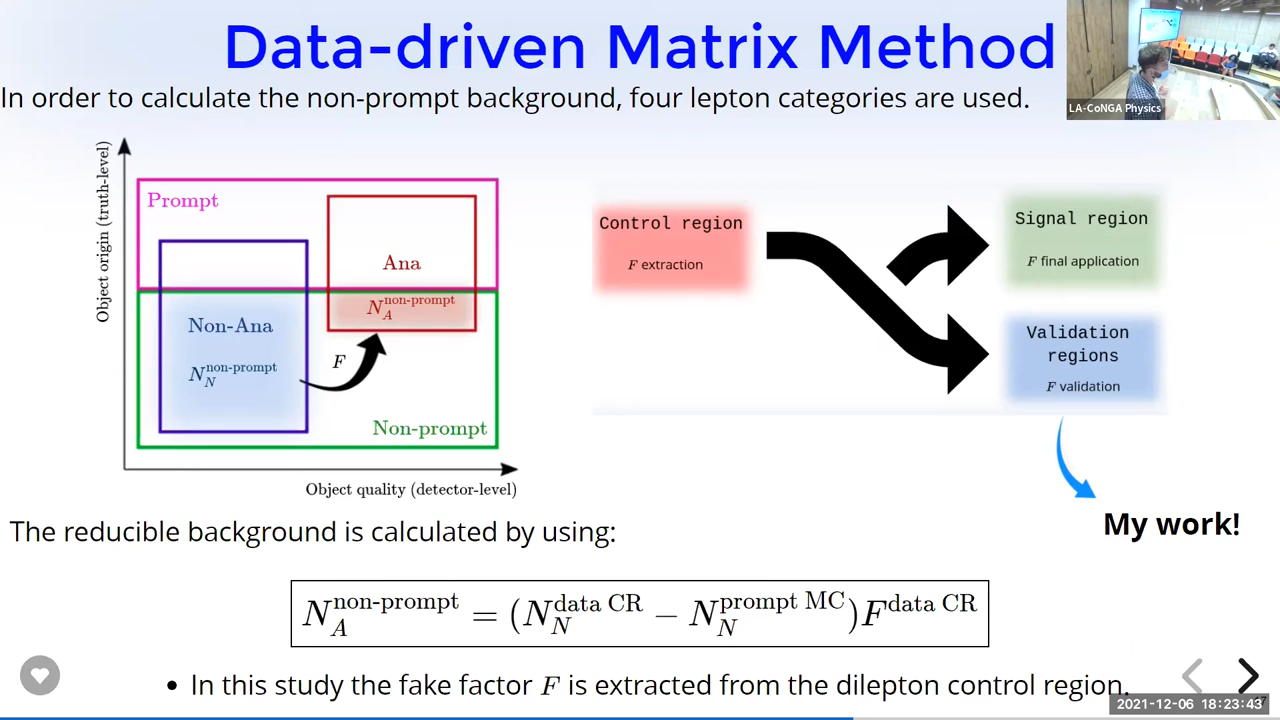 Data-driven Matrix Method
LA-CoNGA Physics
In order to calculate the non-prompt background, four lepton categories are used.
Object origin (truth-level)
Prompt
Ana
N_A^{non-prompt}
Non-Ana
N_N^{non-prompt}
F
Non-prompt
Object quality (detector-level)
Control region
F extraction
Signal region
F final application
Validation
regions
F validation
My work!
The reducible background is calculated by using:
N_A^{non-prompt} = (N_N^{data CR} − N_N^{prompt MC})F^{data CR}
• In this study the fake factor F is extracted from the dilepton control region.
2021-12-06 18:23:43